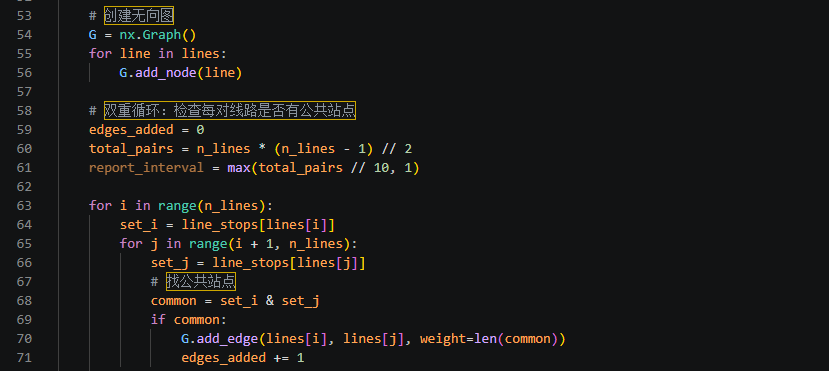 53 # 创建无向图
54 G = nx.Graph()
55 for line in lines:
56 G.add_node(line)
57
58 # 双重循环：检查每对线路是否有公共站点
59 edges_added = 0
60 total_pairs = n_lines * (n_lines - 1) // 2
61 report_interval = max(total_pairs // 10, 1)
62
63 for i in range(n_lines):
64 set_i = line_stops[lines[i]]
65 for j in range(i + 1, n_lines):
66 set_j = line_stops[lines[j]]
67 # 找公共站点
68 common = set_i & set_j
69 if common:
70 G.add_edge(lines[i], lines[j], weight=len(common))
71 edges_added += 1